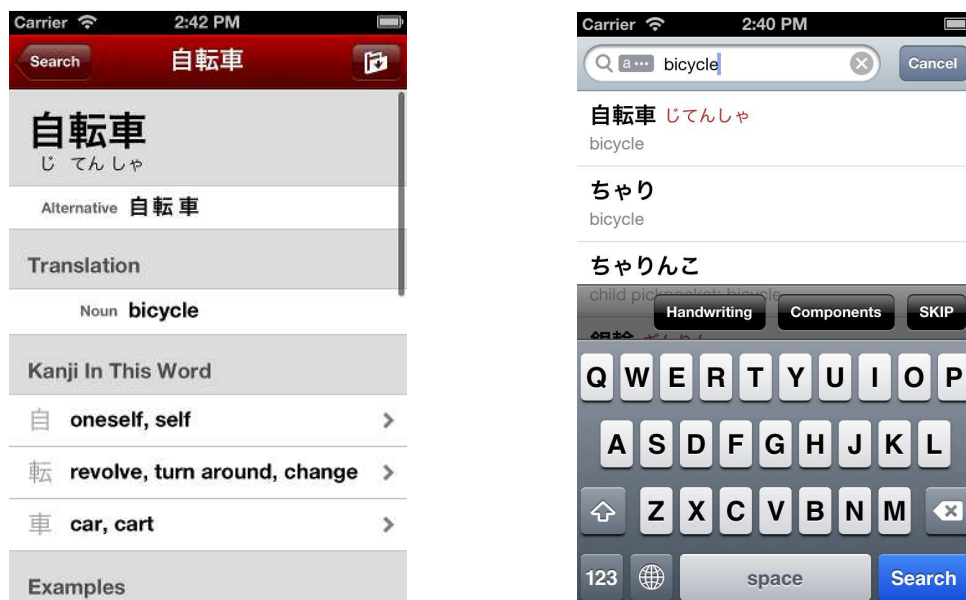 Carrier 2:42 PM
Search 自転車
自転車
じ てん しゃ
Alternative 自転車
Translation
Noun bicycle
Kanji In This Word
自 oneself, self
転 revolve, turn around, change
車 car, cart
Examples
Carrier 2:40 PM
a... bicycle Cancel
自転車 じてんしゃ
bicycle
ちゃり
bicycle
ちゃりんこ
child pickpocket; bicycle
Handwriting Components SKIP
Q W E R T Y U I O P
A S D F G H J K L
Z X C V B N M
123 space Search